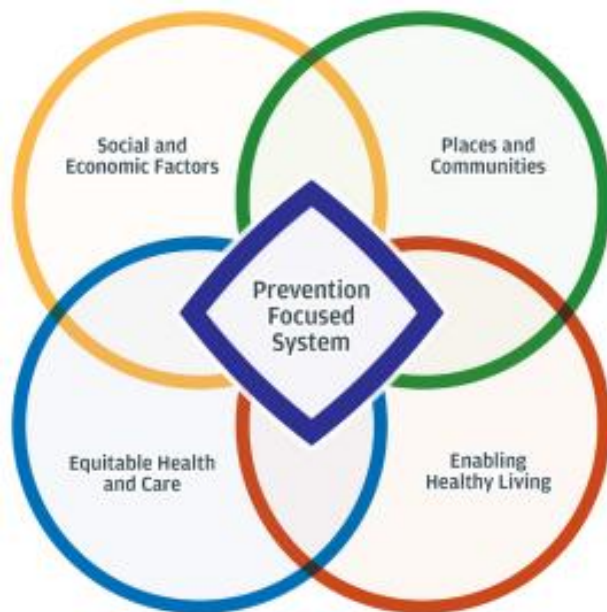 Social and
Economic Factors
Places and
Communities
Prevention
Focused
System
Equitable Health
and Care
Enabling
Healthy Living